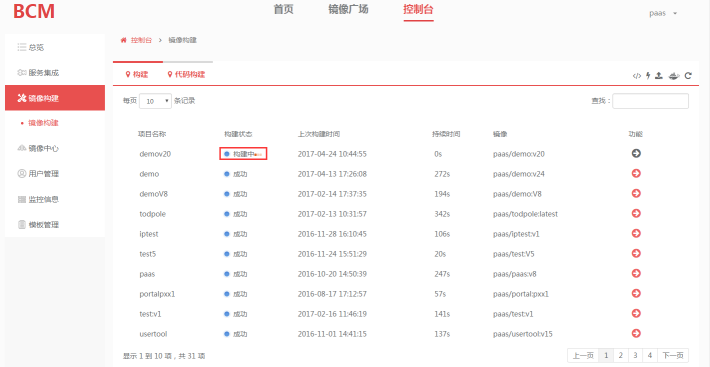 BCM
首页 镜像广场 控制台
paas
总览
服务集成
镜像构建
镜像构建
镜像中心
用户管理
监控信息
模板管理
控制台 > 镜像构建
构建 代码构建
每页 10 条记录
查找：
项目名称 构建状态 上次构建时间 持续时间 镜像 功能
demov20 构建中... 2017-04-24 10:44:55 0s paas/demo:v20
demo 成功 2017-04-13 17:26:08 272s paas/demo:v24
demoV8 成功 2017-02-14 17:37:35 194s paas/demo:V8
todpole 成功 2017-02-13 10:31:57 342s paas/todpole:latest
iptest 成功 2016-11-28 16:10:45 106s paas/iptest:v1
test5 成功 2016-11-24 15:51:29 20s paas/test:V5
paas 成功 2016-10-20 14:50:39 247s paas/paas:v8
portalpxx1 成功 2016-08-17 17:12:57 57s paas/portal:pxx1
test:v1 成功 2017-02-16 11:46:19 141s paas/test:v1
usertool 成功 2016-11-01 14:41:15 137s paas/usertool:v15
显示 1 到 10 项，共 31 项
上一页 1 2 3 4 下一页